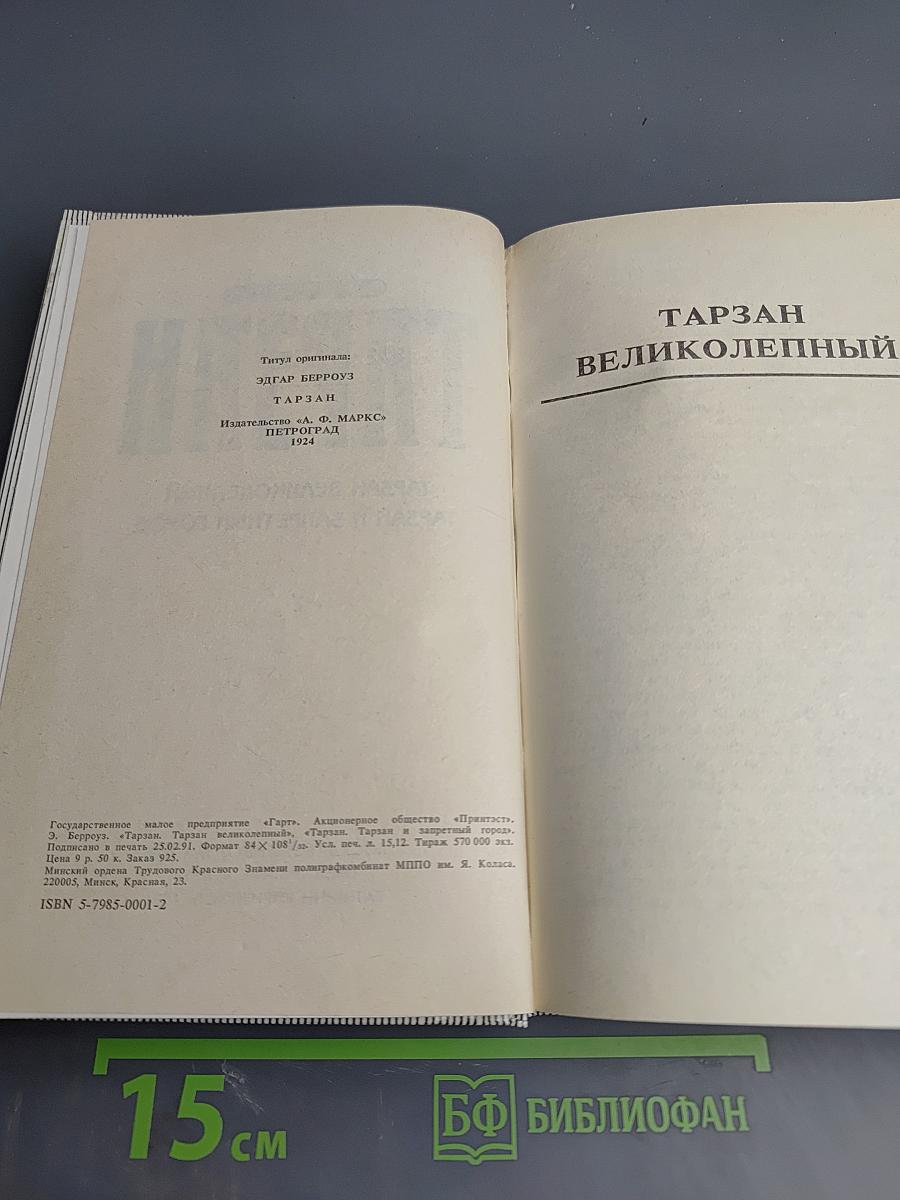 Титул оригинала:
ЭДГАР БЕРРОУЗ
ТАРЗАН
Издательство «А. Ф. МАРКС»
ПЕТРОГРАД
1924
Государственное малое предприятие «Гарт». Акционерное общество «Принтэст».
Э. Берроуз. «Тарзан. Тарзан великолепный», «Тарзан. Тарзан и запретный город».
Подписано в печать 25.02.91. Формат 84×108¹/₃₂. Усл. печ. л. 15,12. Тираж 570 000 экз.
Цена 9 р. 50 к. Заказ 925.
Минский ордена Трудового Красного Знамени полиграфкомбинат МППО им. Я. Коласа.
220005, Минск, Красная, 23.
ISBN 5-7985-0001-2
ТАРЗАН
ВЕЛИКОЛЕПНЫЙ
15 см
БФ БИБЛИОФАН